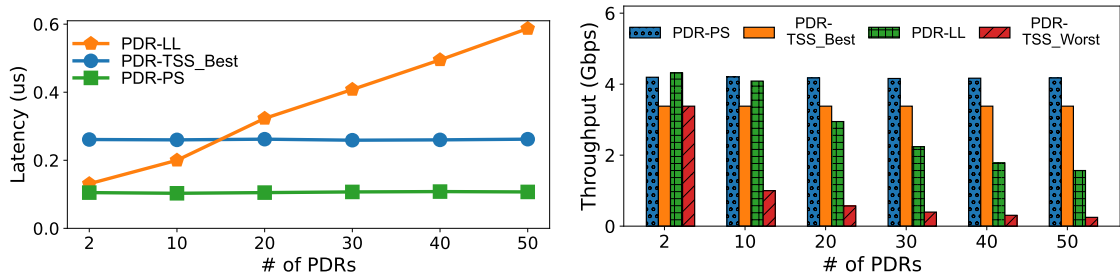 PDR-LL
PDR-TSS_Best
PDR-PS
Latency (us)
0.6
0.4
0.2
0.0
2 10 20 30 40 50
# of PDRs
PDR-PS
PDR-
TSS_Best
PDR-LL
PDR-
TSS_Worst
Throughput (Gbps)
6
4
2
0
2 10 20 30 40 50
# of PDRs